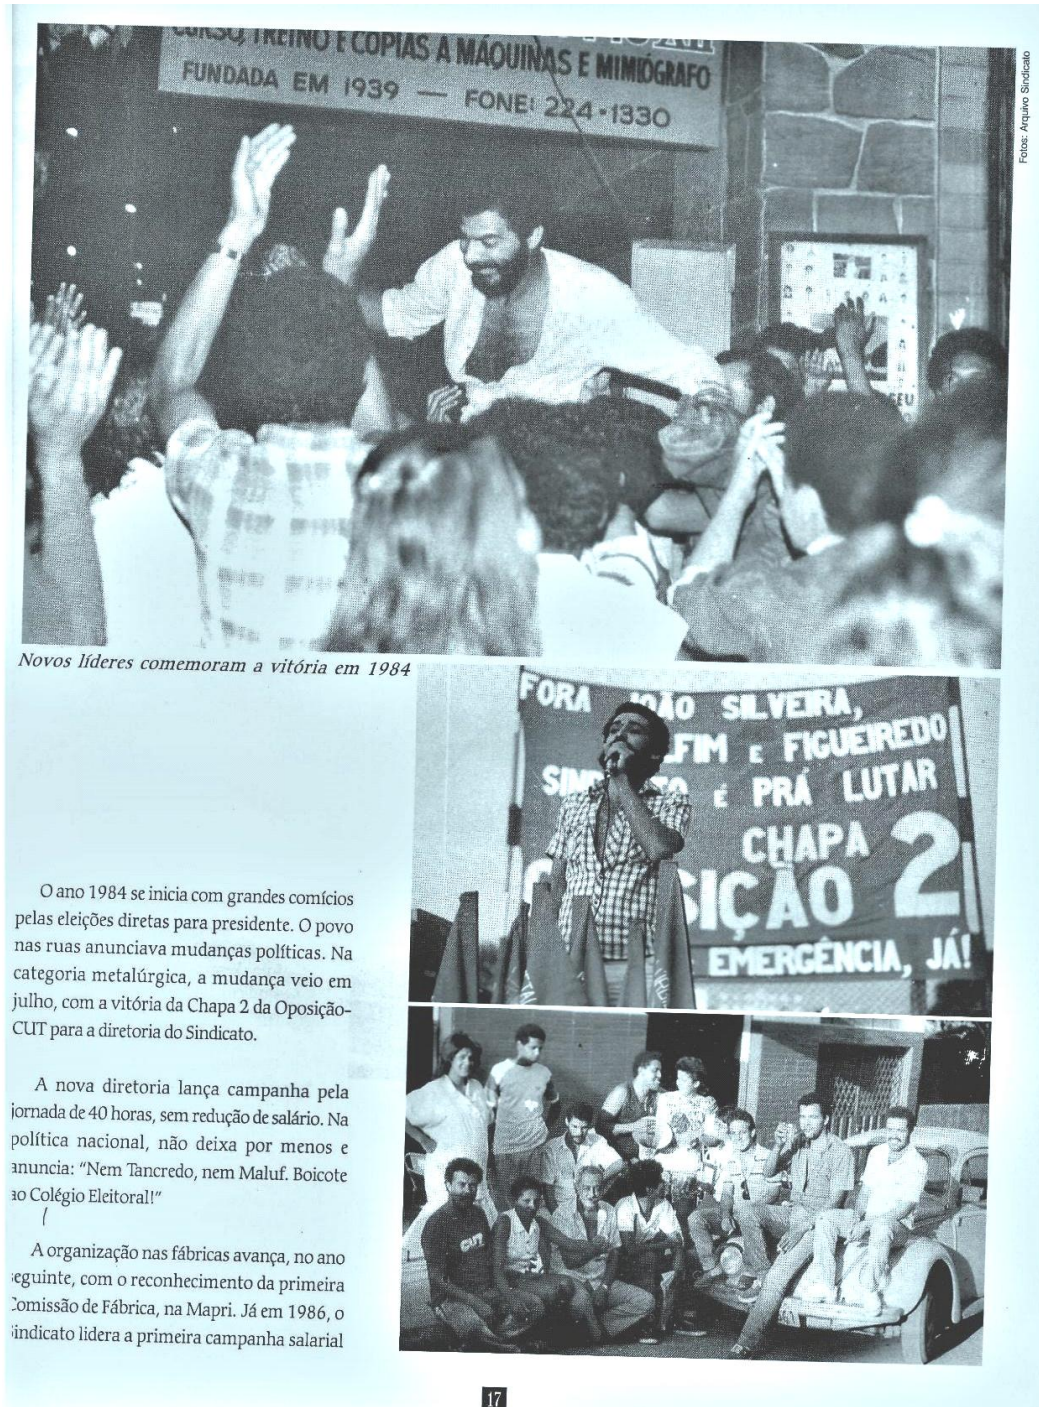 CURSO, TREINO E COPIAS A MÁQUINAS E MIMIÓGRAFO
FUNDADA EM 1939 — FONE: 224-1330
Fotos: Arquivo Sindicato
Novos líderes comemoram a vitória em 1984
FORA JOÃO SILVEIRA,
LFIM E FIGUEIREDO
SIND TO É PRÁ LUTAR
CHAPA 2
SIÇÃO
EMERGÊNCIA, JÁ!
O ano 1984 se inicia com grandes comícios
pelas eleições diretas para presidente. O povo
nas ruas anunciava mudanças políticas. Na
categoria metalúrgica, a mudança veio em
julho, com a vitória da Chapa 2 da Oposição-
CUT para a diretoria do Sindicato.
A nova diretoria lança campanha pela
jornada de 40 horas, sem redução de salário. Na
política nacional, não deixa por menos e
anuncia: “Nem Tancredo, nem Maluf. Boicote
ao Colégio Eleitoral!”
A organização nas fábricas avança, no ano
seguinte, com o reconhecimento da primeira
Comissão de Fábrica, na Mapri. Já em 1986, o
Sindicato lidera a primeira campanha salarial
CUT
17